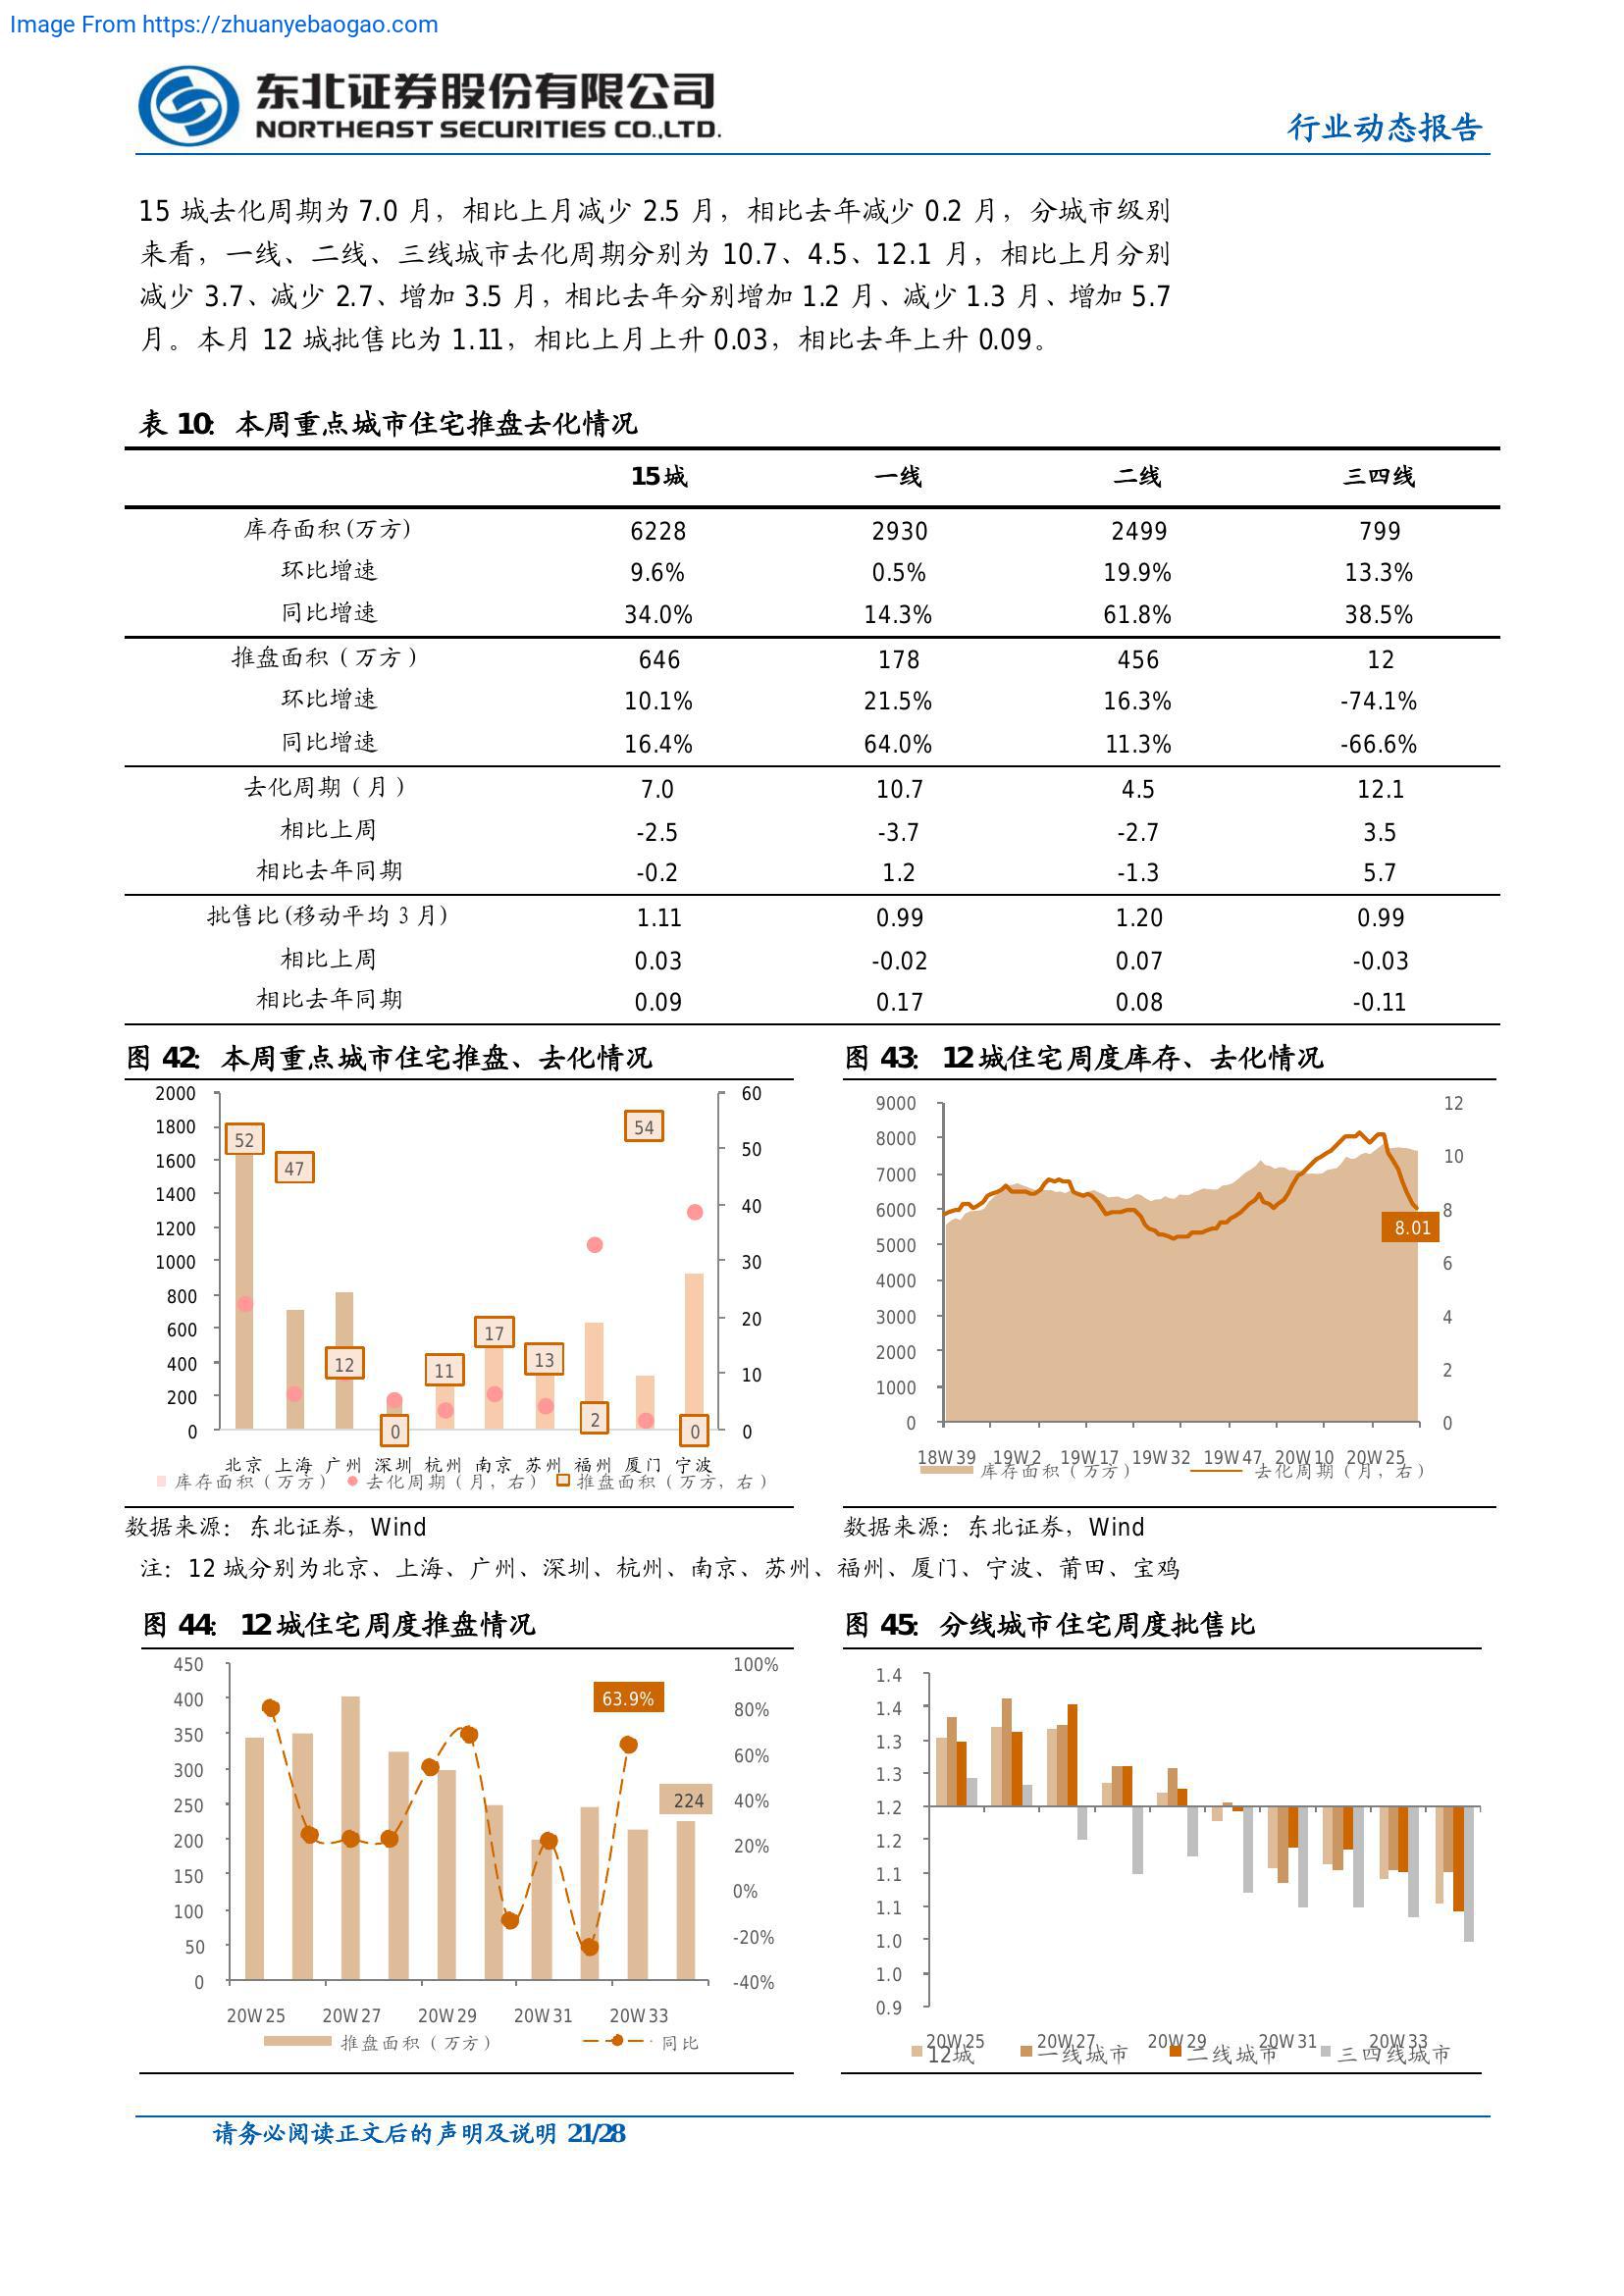 Image From https://zhuanyebaogao.com
东北证券股份有限公司
NORTHEAST SECURITIES CO.,LTD.
行业动态报告
15 城去化周期为 7.0 月，相比上月减少 2.5 月，相比去年减少 0.2 月，分城市级别
来看，一线、二线、三线城市去化周期分别为 10.7、4.5、12.1 月，相比上月分别
减少 3.7、减少 2.7、增加 3.5 月，相比去年分别增加 1.2 月、减少 1.3 月、增加 5.7
月。本月 12 城批售比为 1.11，相比上月上升 0.03，相比去年上升 0.09。
表 10：本周重点城市住宅推盘去化情况
15城 一线 二线 三四线
库存面积(万方) 6228 2930 2499 799
环比增速 9.6% 0.5% 19.9% 13.3%
同比增速 34.0% 14.3% 61.8% 38.5%
推盘面积（万方） 646 178 456 12
环比增速 10.1% 21.5% 16.3% -74.1%
同比增速 16.4% 64.0% 11.3% -66.6%
去化周期（月） 7.0 10.7 4.5 12.1
相比上周 -2.5 -3.7 -2.7 3.5
相比去年同期 -0.2 1.2 -1.3 5.7
批售比(移动平均 3 月) 1.11 0.99 1.20 0.99
相比上周 0.03 -0.02 0.07 -0.03
相比去年同期 0.09 0.17 0.08 -0.11
图 42：本周重点城市住宅推盘、去化情况
2000
1800
1600
1400
1200
1000
800
600
400
200
0
60
50
40
30
20
10
0
52
47
12
0
11
17
13
2
54
0
北京 上海 广州 深圳 杭州 南京 苏州 福州 厦门 宁波
库存面积（万方） 去化周期（月，右） 推盘面积（万方，右）
数据来源：东北证券，Wind
图 43：12城住宅周度库存、去化情况
9000
8000
7000
6000
5000
4000
3000
2000
1000
0
12
10
8
6
4
2
0
8.01
18W39 19W2 19W17 19W32 19W47 20W10 20W25
库存面积（万方） 去化周期（月，右）
数据来源：东北证券，Wind
注：12 城分别为北京、上海、广州、深圳、杭州、南京、苏州、福州、厦门、宁波、莆田、宝鸡
图 44：12城住宅周度推盘情况
450
400
350
300
250
200
150
100
50
0
100%
80%
60%
40%
20%
0%
-20%
-40%
63.9%
224
20W25 20W27 20W29 20W31 20W33
推盘面积（万方） 同比
图 45：分线城市住宅周度批售比
1.4
1.4
1.3
1.3
1.2
1.2
1.1
1.1
1.0
1.0
0.9
20W25 20W27 20W29 20W31 20W33
12城 一线城市 二线城市 三四线城市
请务必阅读正文后的声明及说明 21/28